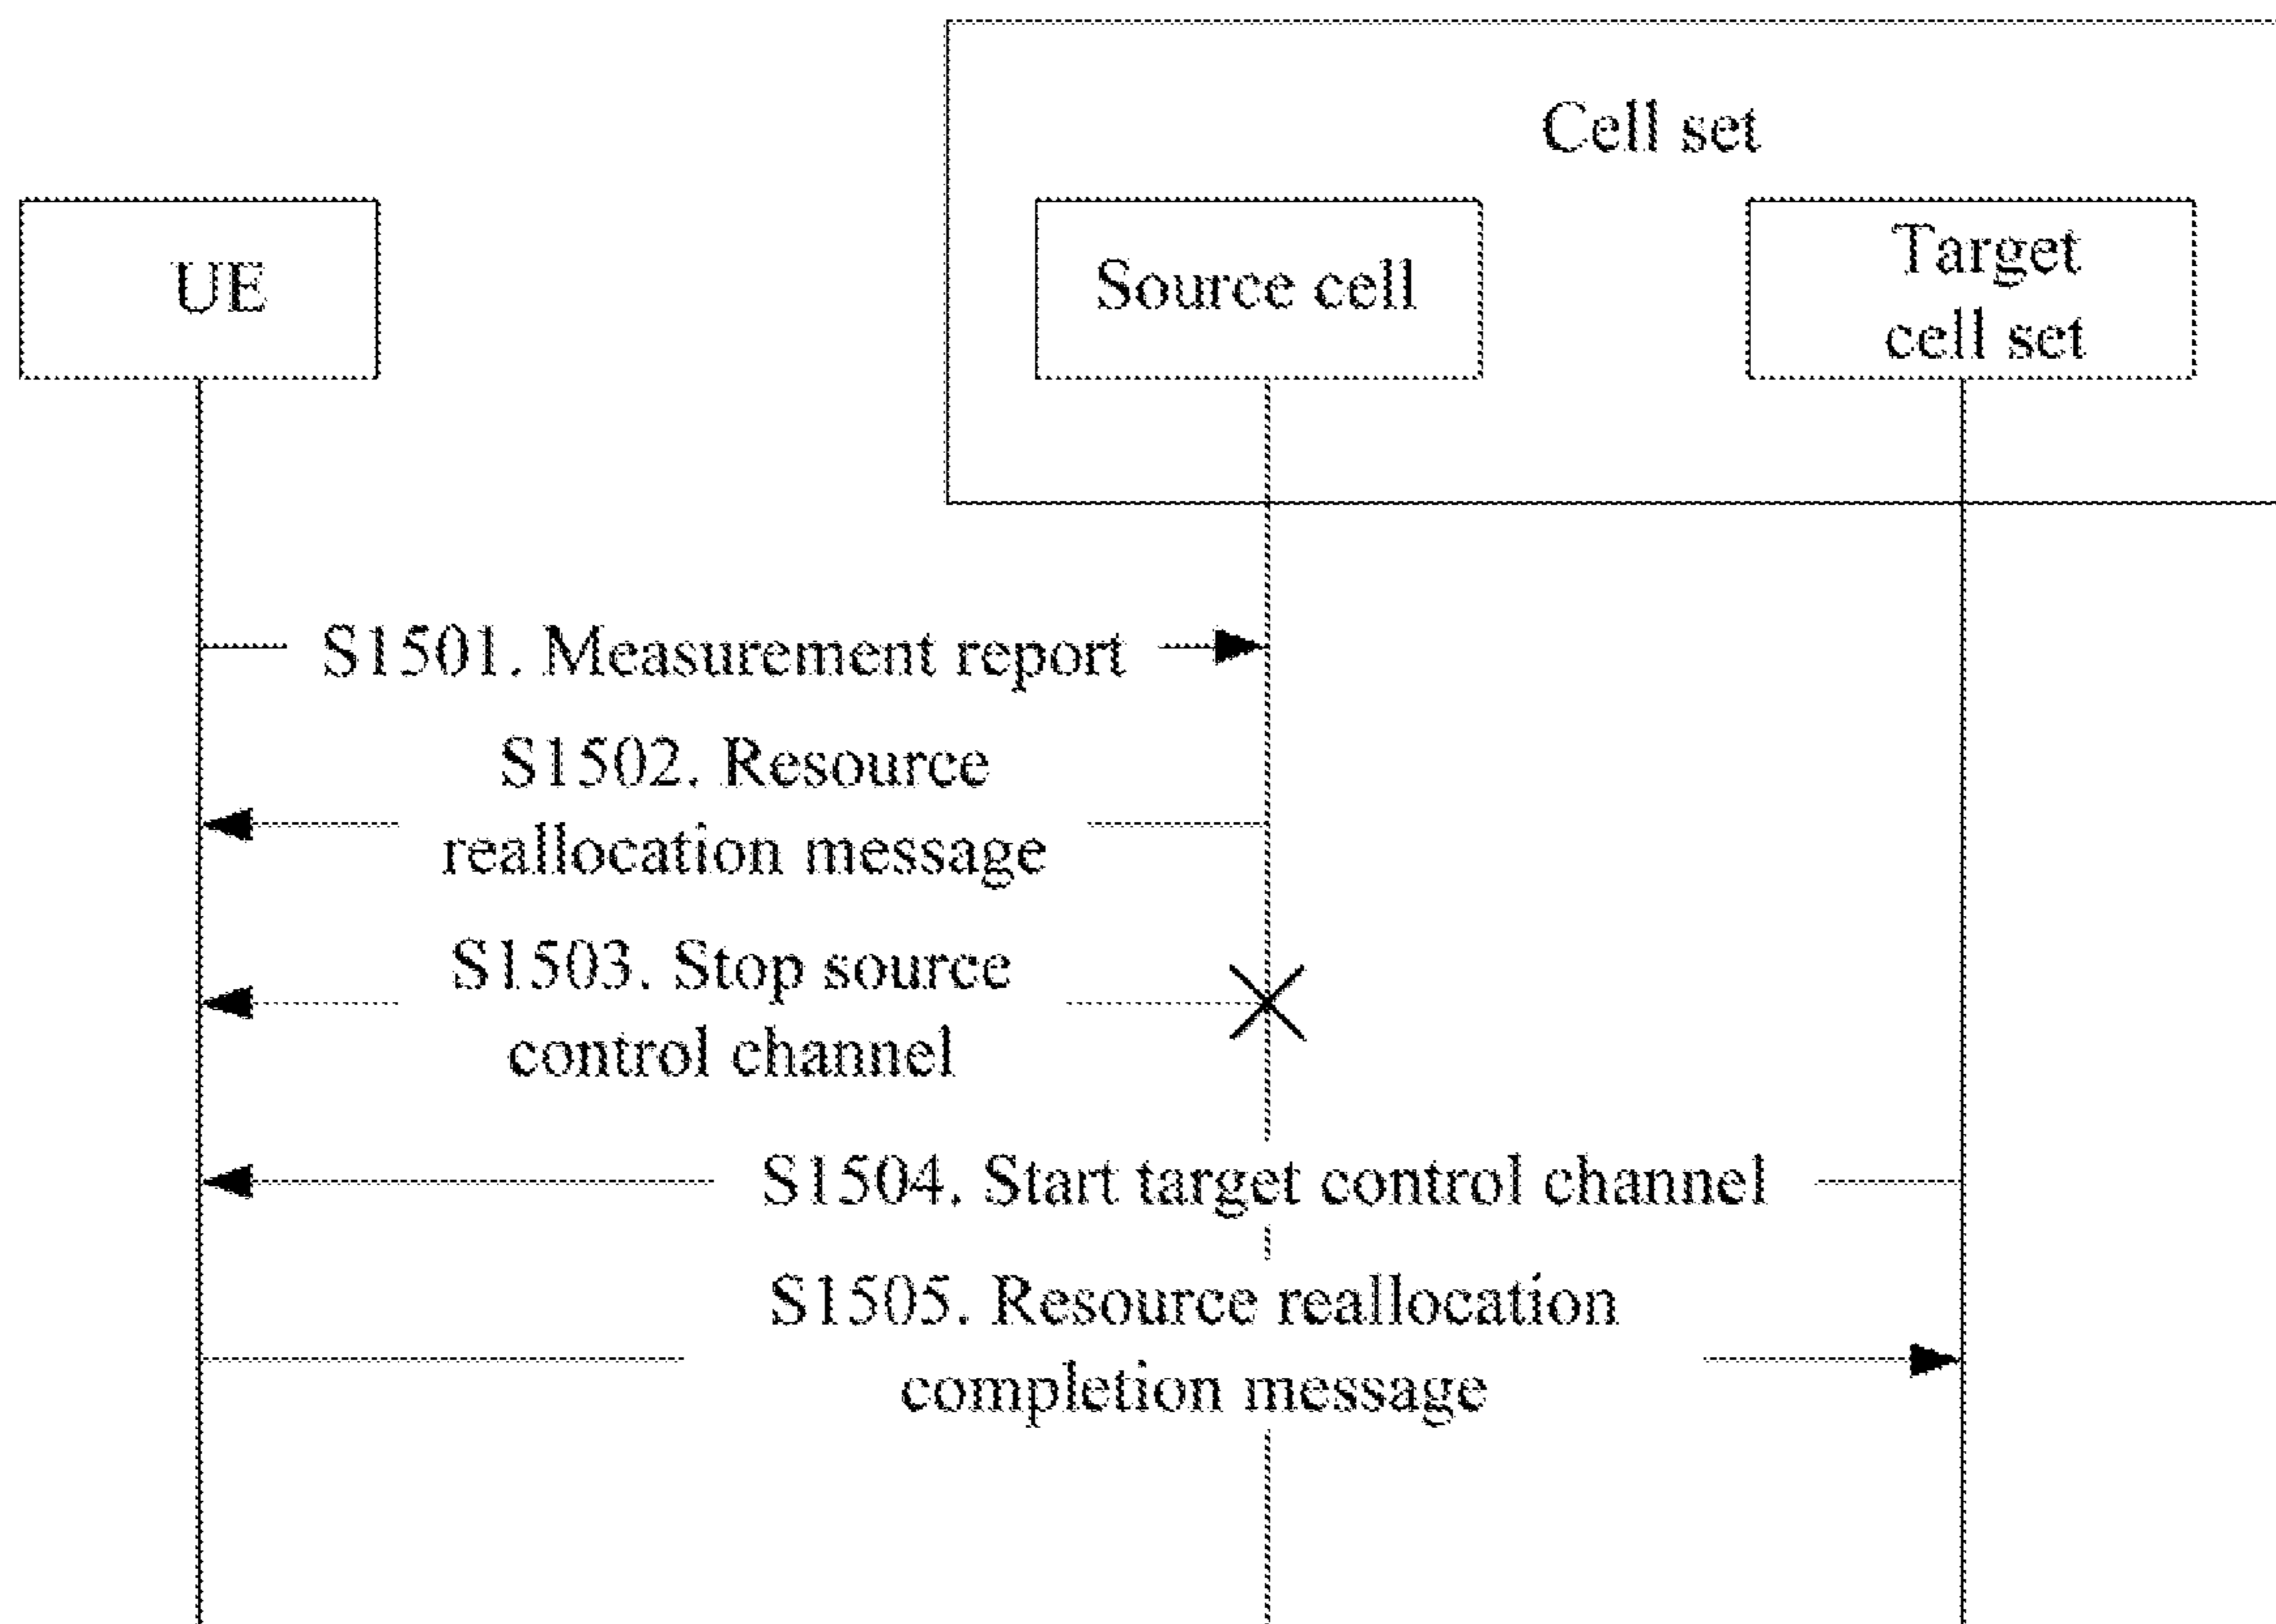 Cell set
UE
Source cell
Target
cell set
S1501. Measurement report
S1502. Resource
reallocation message
S1503. Stop source
control channel
S1504. Start target control channel
S1505. Resource reallocation
completion message